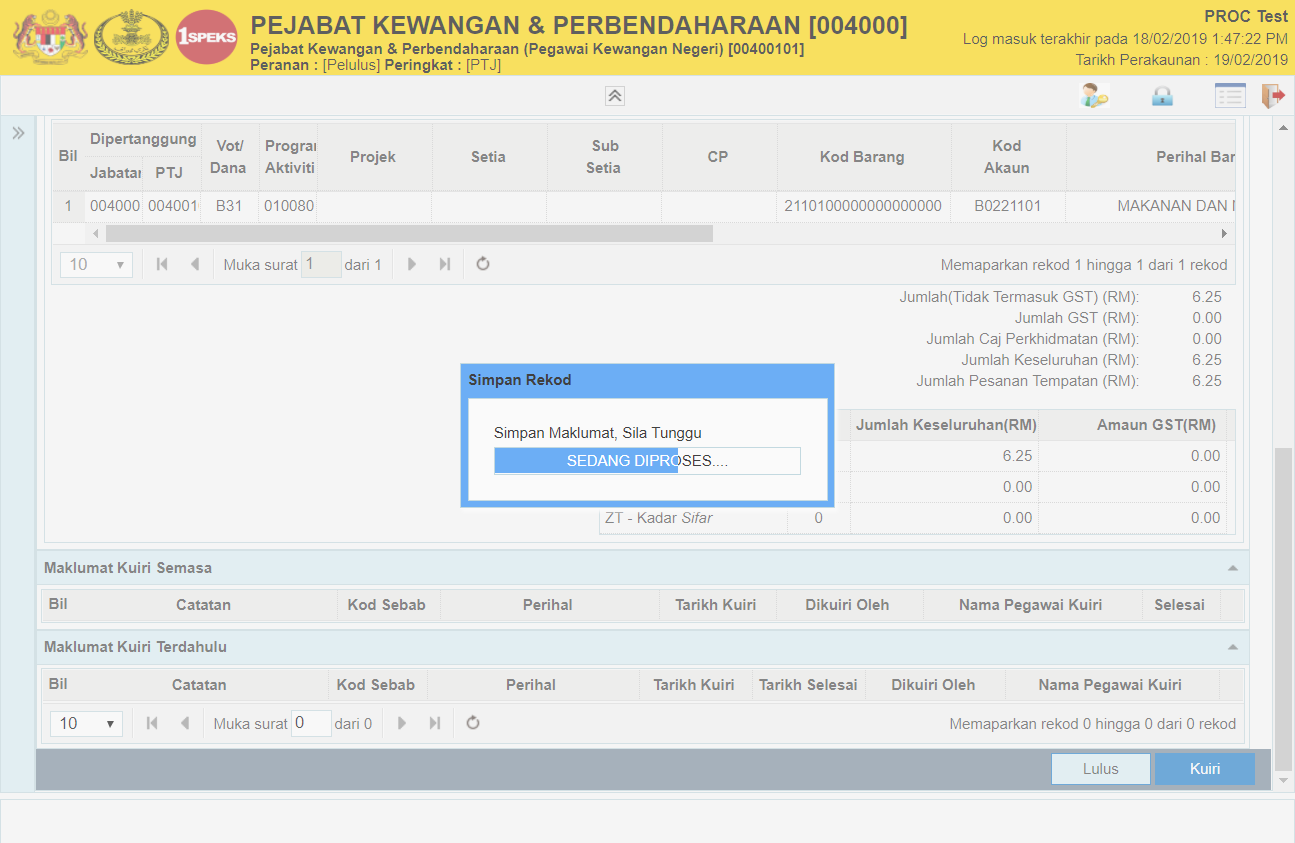 1SPEKS
PEJABAT KEWANGAN & PERBENDAHARAAN [004000]
Pejabat Kewangan & Perbendaharaan (Pegawai Kewangan Negeri) [00400101]
Peranan : [Pelulus] Peringkat : [PTJ]
PROC Test
Log masuk terakhir pada 18/02/2019 1:47:22 PM
Tarikh Perakaunan : 19/02/2019
Bil Dipertanggung Vot/ Dana Program Aktiviti Projek Setia Sub Setia CP Kod Barang Kod Akaun Perihal Bar
Jabatan PTJ
1 004000 004001 B31 010080 2110100000000000000 B0221101 MAKANAN DAN
10 Muka surat 1 dari 1 Memaparkan rekod 1 hingga 1 dari 1 rekod
Jumlah(Tidak Termasuk GST) (RM): 6.25
Jumlah GST (RM): 0.00
Jumlah Caj Perkhidmatan (RM): 0.00
Jumlah Keseluruhan (RM): 6.25
Jumlah Pesanan Tempatan (RM): 6.25
Simpan Rekod
Simpan Maklumat, Sila Tunggu
SEDANG DIPROSES....
Jumlah Keseluruhan(RM) Amaun GST(RM)
6.25 0.00
0.00 0.00
ZT - Kadar Sifar 0 0.00 0.00
Maklumat Kuiri Semasa
Bil Catatan Kod Sebab Perihal Tarikh Kuiri Dikuiri Oleh Nama Pegawai Kuiri Selesai
Maklumat Kuiri Terdahulu
Bil Catatan Kod Sebab Perihal Tarikh Kuiri Tarikh Selesai Dikuiri Oleh Nama Pegawai Kuiri
10 Muka surat 0 dari 0 Memaparkan rekod 0 hingga 0 dari 0 rekod
Lulus Kuiri